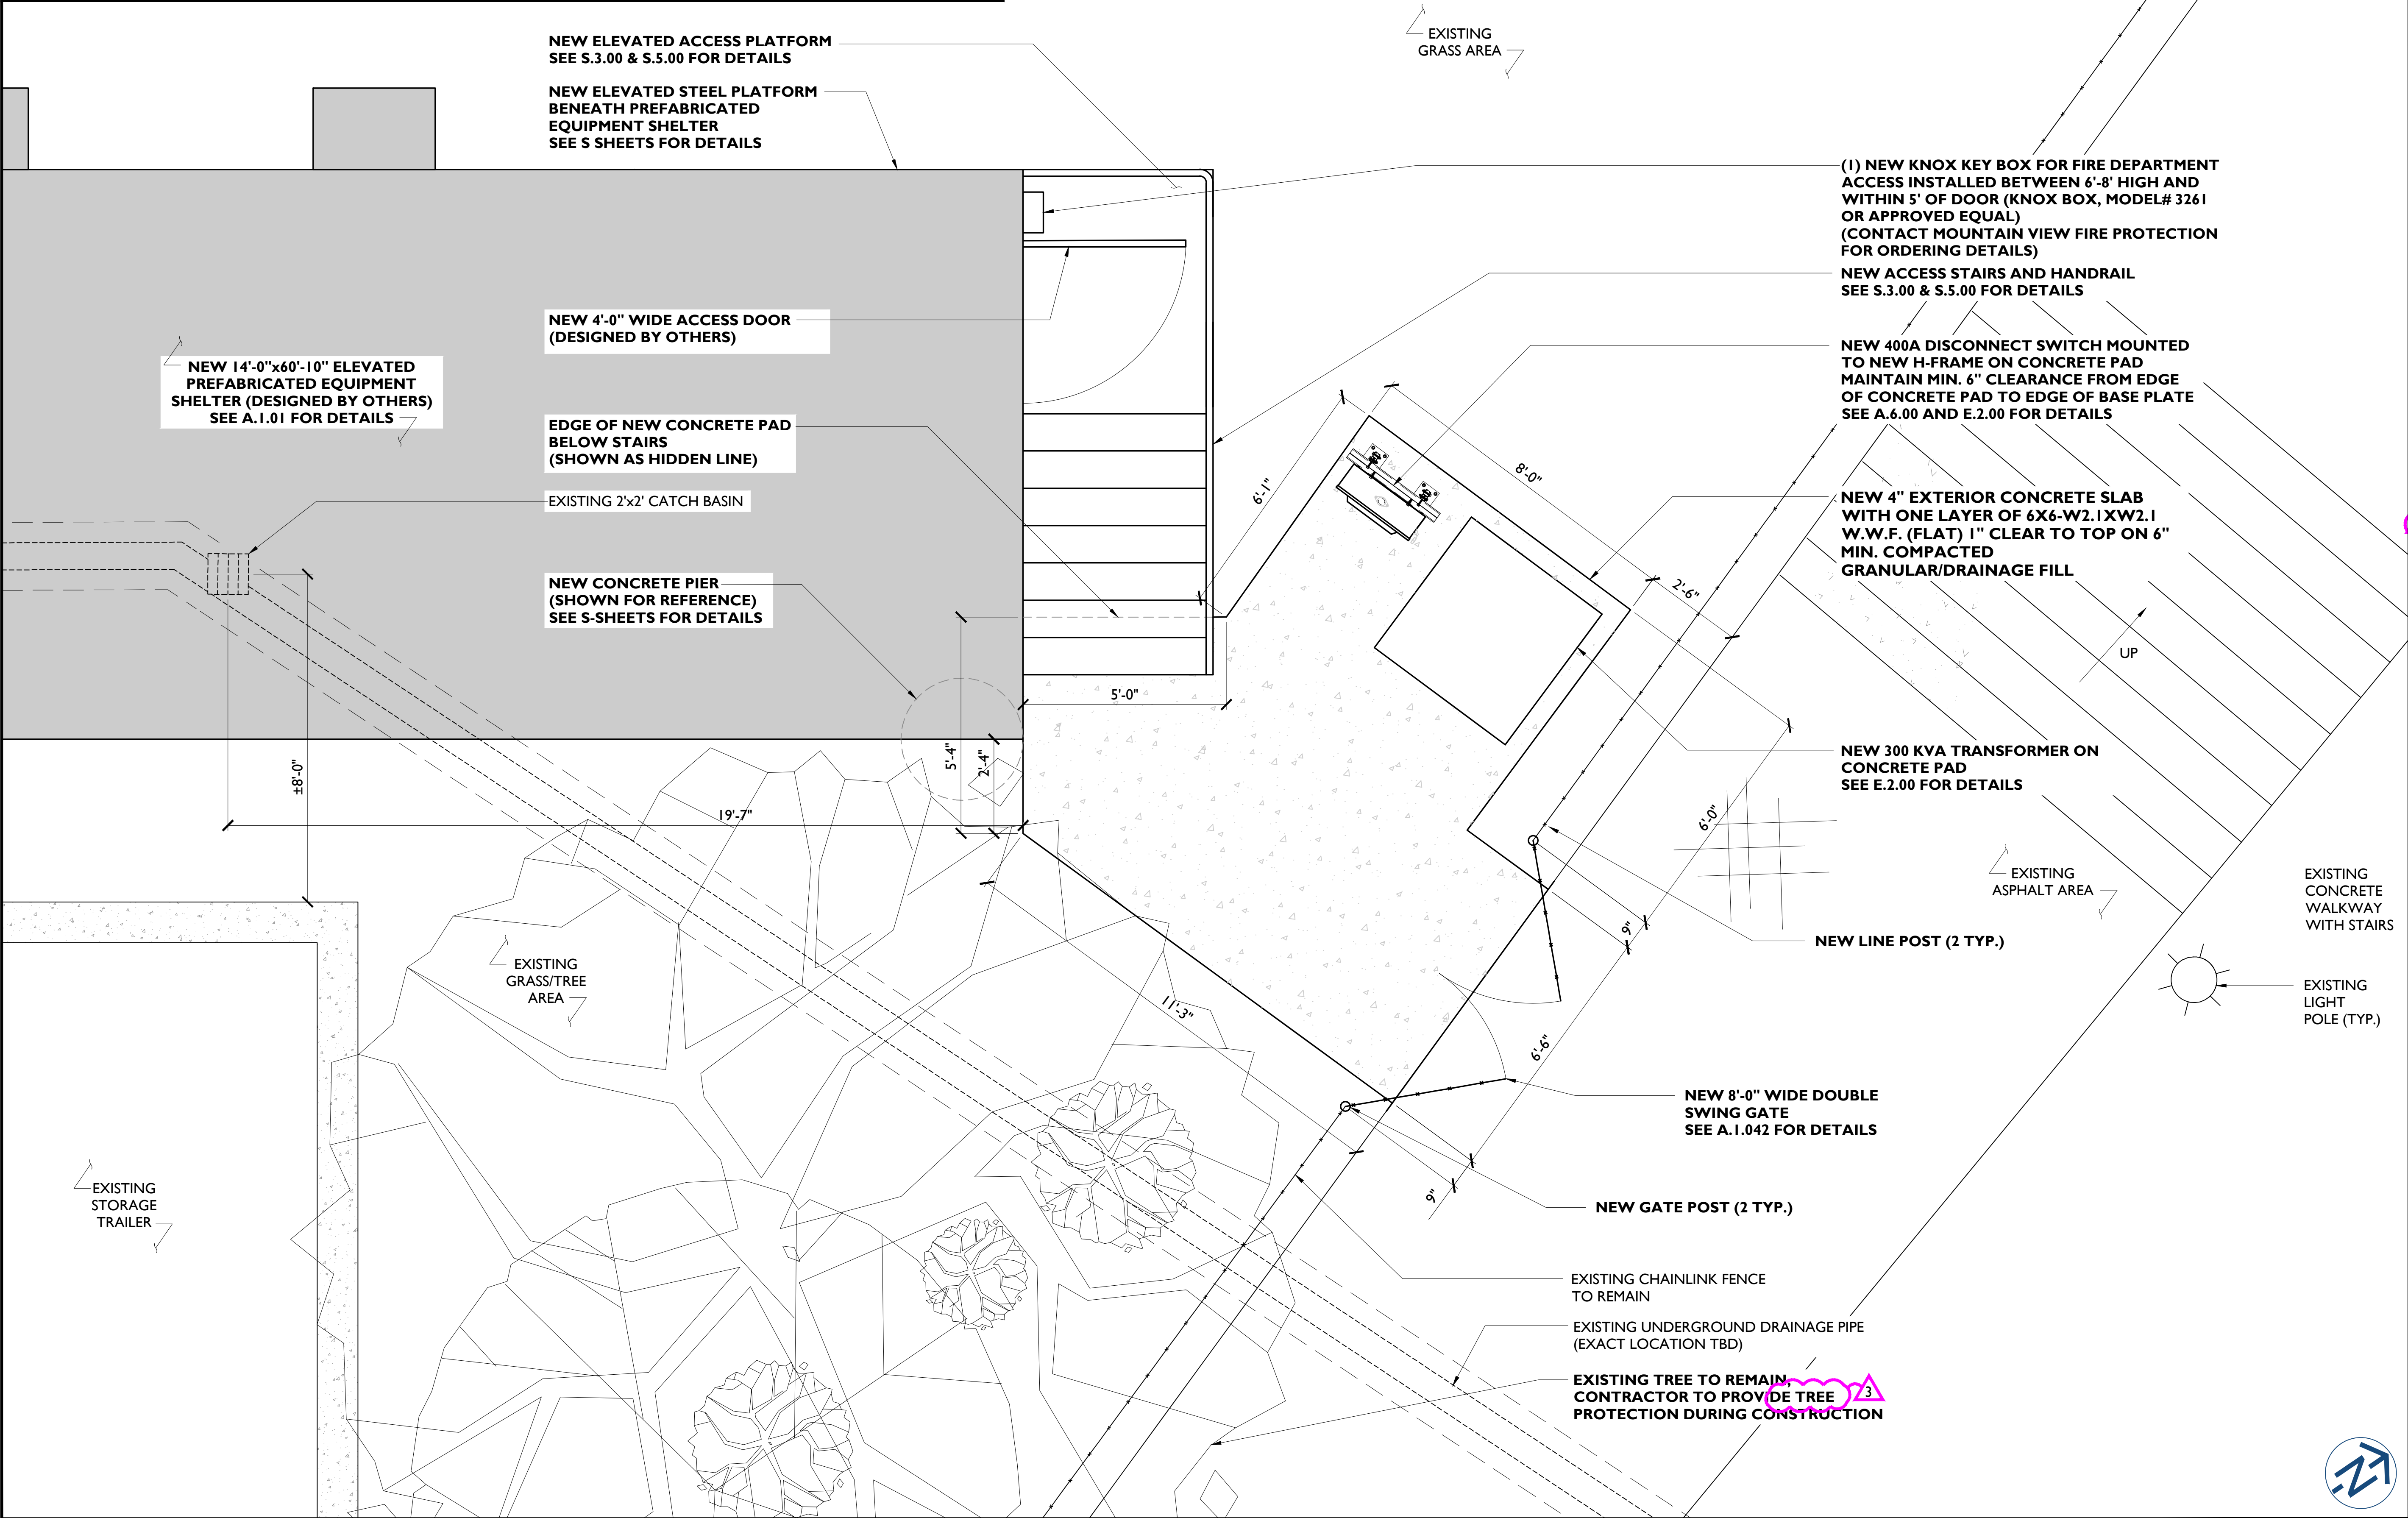 NEW ELEVATED ACCESS PLATFORM
SEE S.3.00 & S.5.00 FOR DETAILS
NEW ELEVATED STEEL PLATFORM
BENEATH PREFABRICATED
EQUIPMENT SHELTER
SEE S SHEETS FOR DETAILS
EXISTING
GRASS AREA
(1) NEW KNOX KEY BOX FOR FIRE DEPARTMENT
ACCESS INSTALLED BETWEEN 6'-8' HIGH AND
WITHIN 5' OF DOOR (KNOX BOX, MODEL# 3261
OR APPROVED EQUAL)
(CONTACT MOUNTAIN VIEW FIRE PROTECTION
FOR ORDERING DETAILS)
NEW ACCESS STAIRS AND HANDRAIL
SEE S.3.00 & S.5.00 FOR DETAILS
NEW 4'-0" WIDE ACCESS DOOR
(DESIGNED BY OTHERS)
NEW 400A DISCONNECT SWITCH MOUNTED
TO NEW H-FRAME ON CONCRETE PAD
MAINTAIN MIN. 6" CLEARANCE FROM EDGE
OF CONCRETE PAD TO EDGE OF BASE PLATE
SEE A.6.00 AND E.2.00 FOR DETAILS
NEW 14'-0"x60'-10" ELEVATED
PREFABRICATED EQUIPMENT
SHELTER (DESIGNED BY OTHERS)
SEE A.1.01 FOR DETAILS
EDGE OF NEW CONCRETE PAD
BELOW STAIRS
(SHOWN AS HIDDEN LINE)
6'-1"
8'-0"
EXISTING 2'x2' CATCH BASIN
NEW 4" EXTERIOR CONCRETE SLAB
WITH ONE LAYER OF 6X6-W2.1XW2.1
W.W.F. (FLAT) 1" CLEAR TO TOP ON 6"
MIN. COMPACTED
GRANULAR/DRAINAGE FILL
NEW CONCRETE PIER
(SHOWN FOR REFERENCE)
SEE S-SHEETS FOR DETAILS
2'-6"
UP
5'-0"
5'-4"
2'-4"
±8'-0"
19'-7"
NEW 300 KVA TRANSFORMER ON
CONCRETE PAD
SEE E.2.00 FOR DETAILS
6'-0"
EXISTING
ASPHALT AREA
EXISTING
CONCRETE
WALKWAY
WITH STAIRS
9"
NEW LINE POST (2 TYP.)
EXISTING
GRASS/TREE
AREA
EXISTING
LIGHT
POLE (TYP.)
11'-3"
6'-6"
NEW 8'-0" WIDE DOUBLE
SWING GATE
SEE A.1.042 FOR DETAILS
EXISTING
STORAGE
TRAILER
9"
NEW GATE POST (2 TYP.)
EXISTING CHAINLINK FENCE
TO REMAIN
EXISTING UNDERGROUND DRAINAGE PIPE
(EXACT LOCATION TBD)
EXISTING TREE TO REMAIN,
CONTRACTOR TO PROVIDE TREE
PROTECTION DURING CONSTRUCTION
3
N